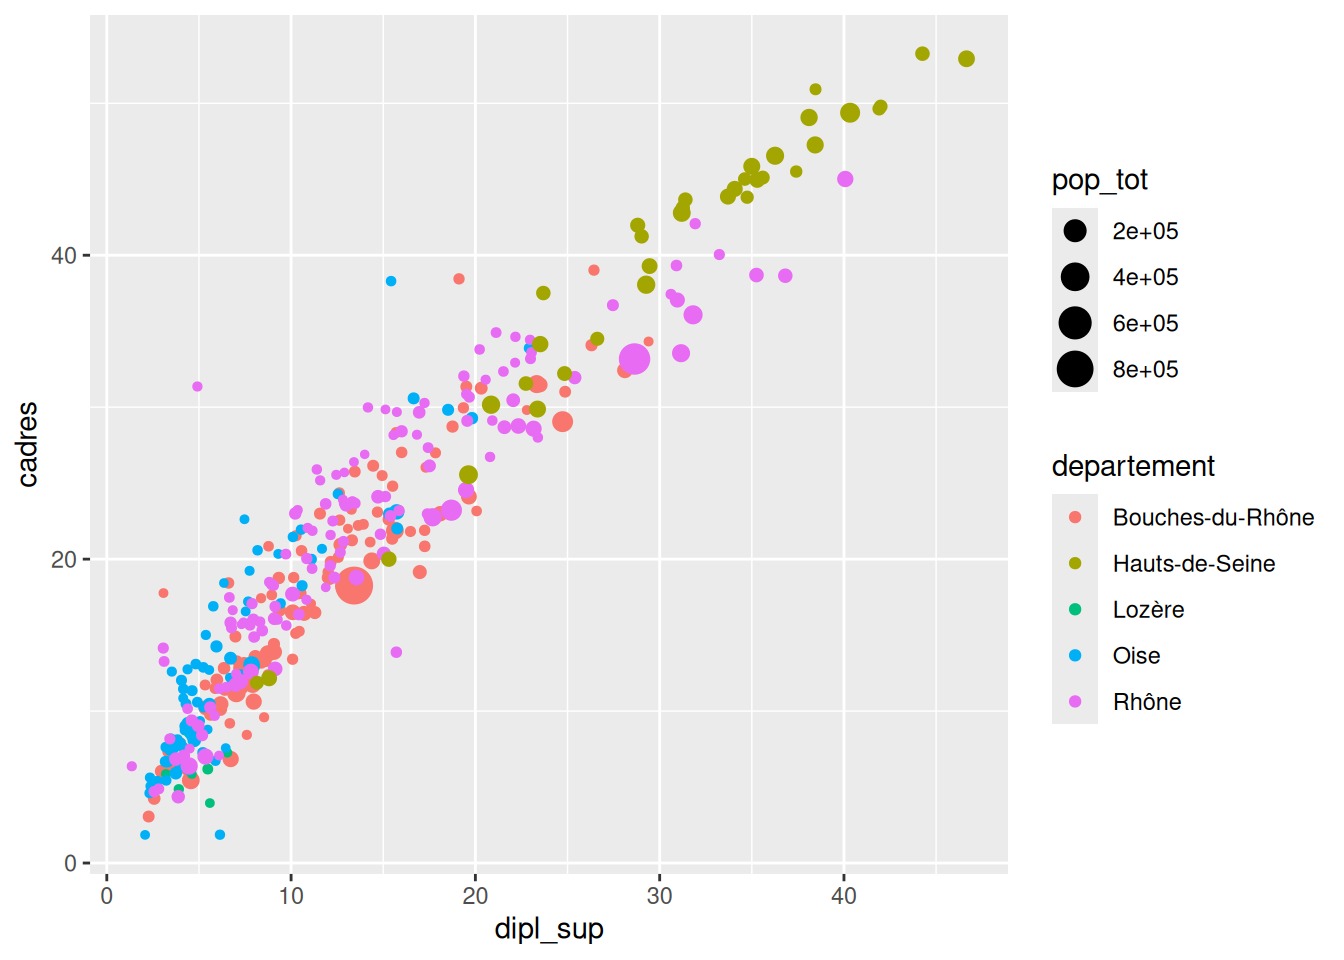 cadres
40
20
0
0 10 20 30 40
dipl_sup
pop_tot
2e+05
4e+05
6e+05
8e+05
departement
Bouches-du-Rhône
Hauts-de-Seine
Lozère
Oise
Rhône